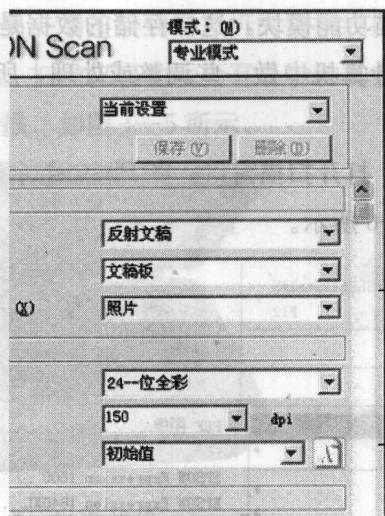 模式：(M)
ON Scan
专业模式
当前设置
保存(V) 删除(D)
反射文稿
文稿板
(X) 照片
24--位全彩
150 dpi
初始值